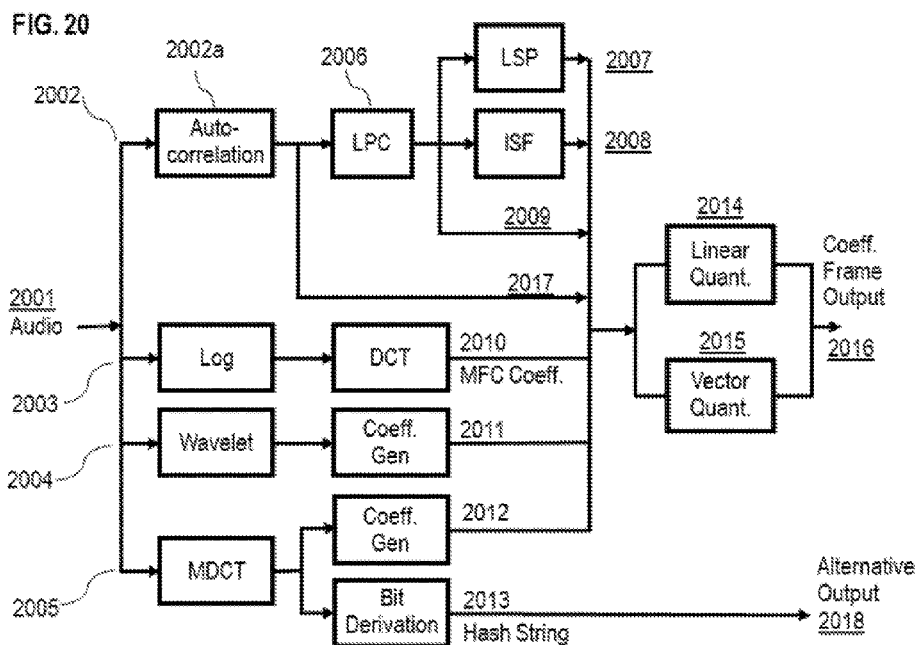 FIG. 20
2002
2002a
2006
Auto-
correlation
LPC
LSP
2007
ISF
2008
2009
2017
2014
Linear
Quant.
Coeff.
Frame
Output
2016
2015
Vector
Quant.
2001
Audio
2003
Log
DCT
2010
MFC Coeff.
2004
Wavelet
Coeff.
Gen
2011
Coeff.
Gen
2012
2005
MDCT
Bit
Derivation
2013
Hash String
Alternative
Output
2018